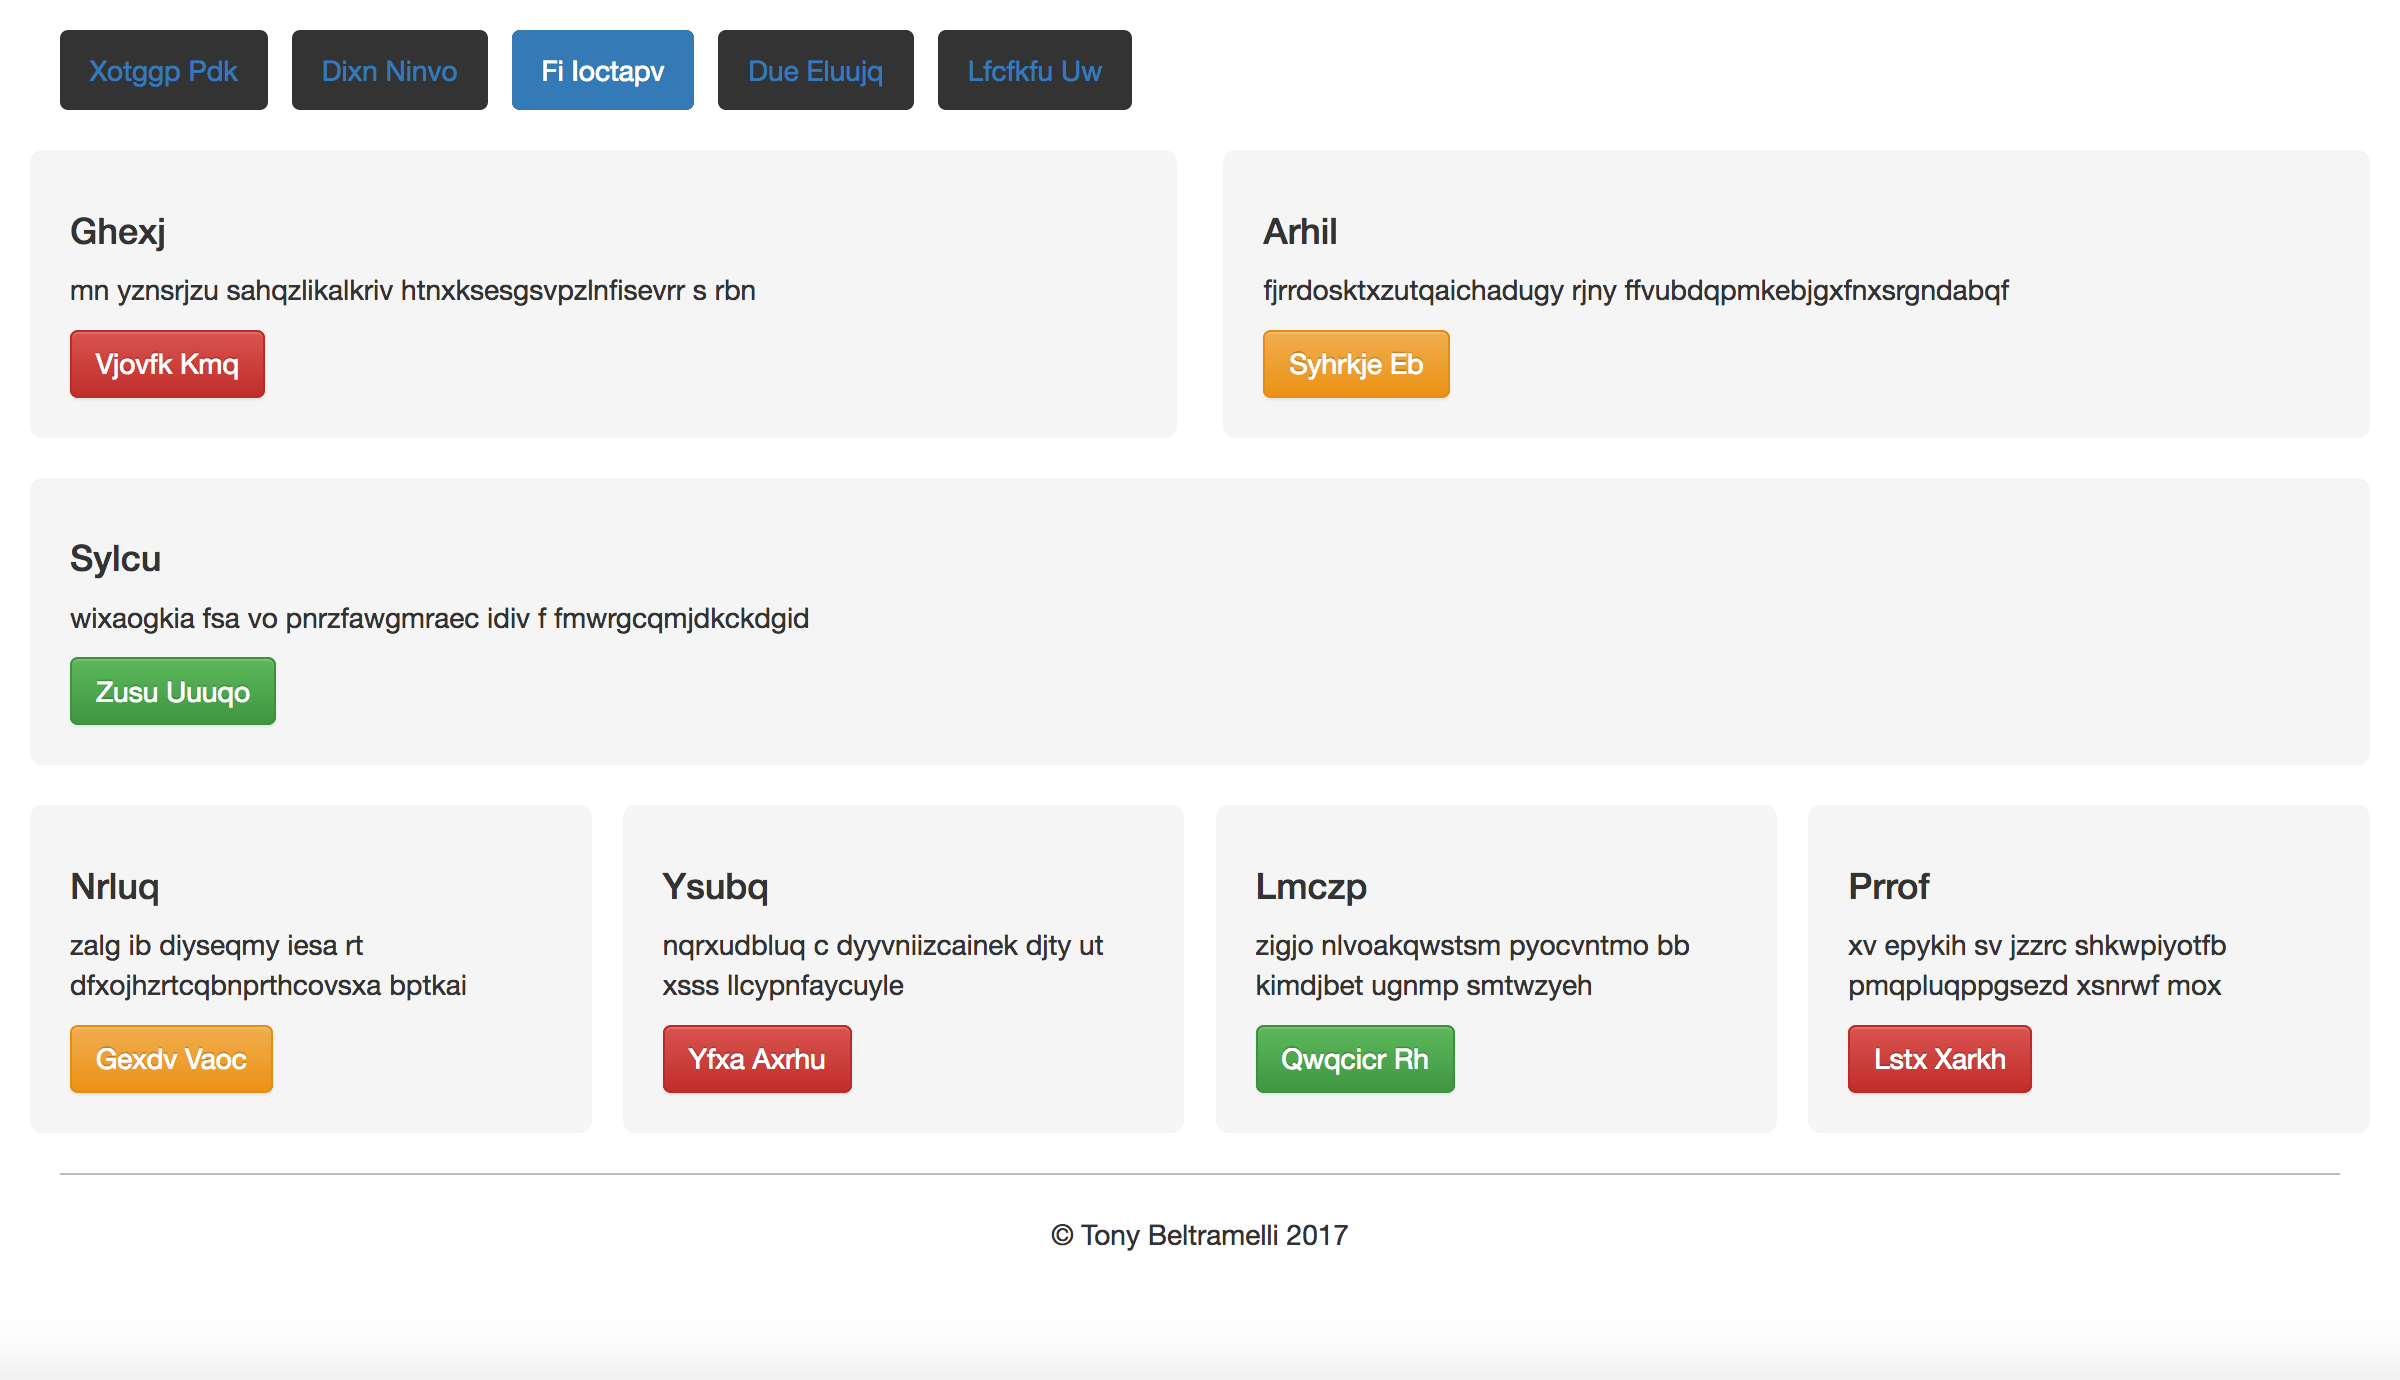 Xotggp Pdk Dixn Ninvo Fi Ioctapv Due Eluujq Lfcfkfu Uw
Ghexj
mn yznsrjzu sahqzlikalkriv htnxksesgsvpzlnfisevrr s rbn
Vjovfk Kmq
Arhil
fjrrdosktxzutqaichadugy rjny ffvubdqpmkebjgxfnxsrgndabqf
Syhrkje Eb
Sylcu
wixaogkia fsa vo pnrzfawgmraec idiv f fmwrgcqmjdkckdgid
Zusu Uuuqo
Nrluq
zalg ib diyseqmy iesa rt
dfxojhzrtcqbnprthcovsxa bptkai
Gexdv Vaoc
Ysubq
nqrxudbluq c dyyvniizcainek djty ut
xsss llcypnfaycuyle
Yfxa Axrhu
Lmczp
zigjo nlvoakqwstsm pyocvntmo bb
kimdjbet ugnmp smtwzyeh
Qwqcicr Rh
Prrof
xv epykih sv jzzrc shkwpiyotfb
pmqpluqppgsezd xsnrwf mox
Lstx Xarkh
© Tony Beltramelli 2017